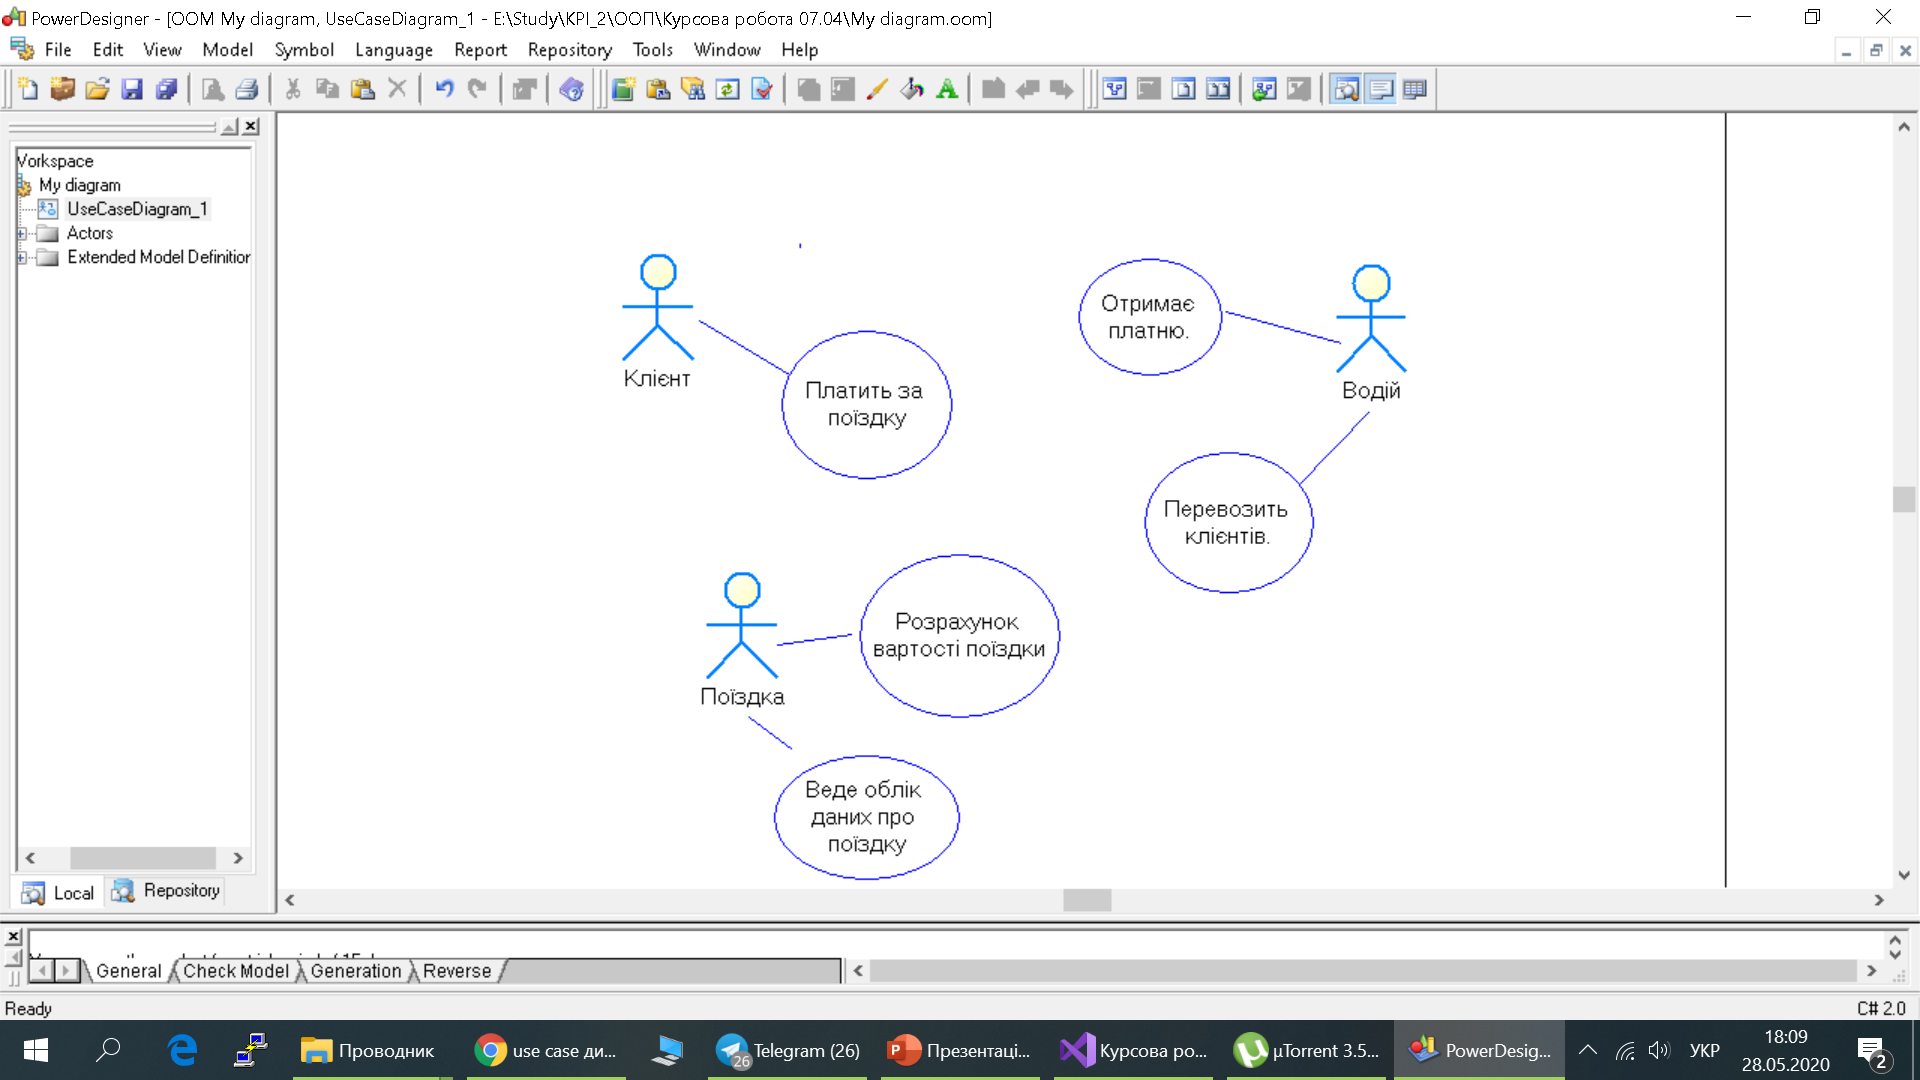 PowerDesigner - [OOM My diagram, UseCaseDiagram_1 - E:\Study\KPI_2\ООП\Курсова робота 07.04\My diagram.oom]
File Edit View Model Symbol Language Report Repository Tools Window Help
Workspace
My diagram
UseCaseDiagram_1
Actors
Extended Model Definition
Клієнт
Платить за
поїздку
Отримає
платню.
Водій
Перевозить
клієнтів.
Поїздка
Розрахунок
вартості поїздки
Веде облік
даних про
поїздку
Local Repository
General Check Model Generation Reverse
Ready
C# 2.0
Проводник
use case ди...
26
Telegram (26)
Презентаці...
Курсова ро...
µTorrent 3.5...
PowerDesig...
УКР
18:09
28.05.2020
2